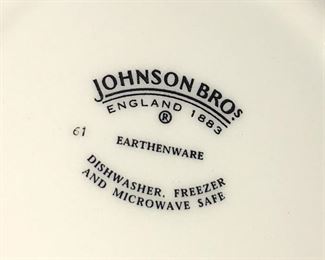 JOHNSON BROS
ENGLAND 1883
®
61
EARTHENWARE
DISHWASHER, FREEZER
AND MICROWAVE SAFE